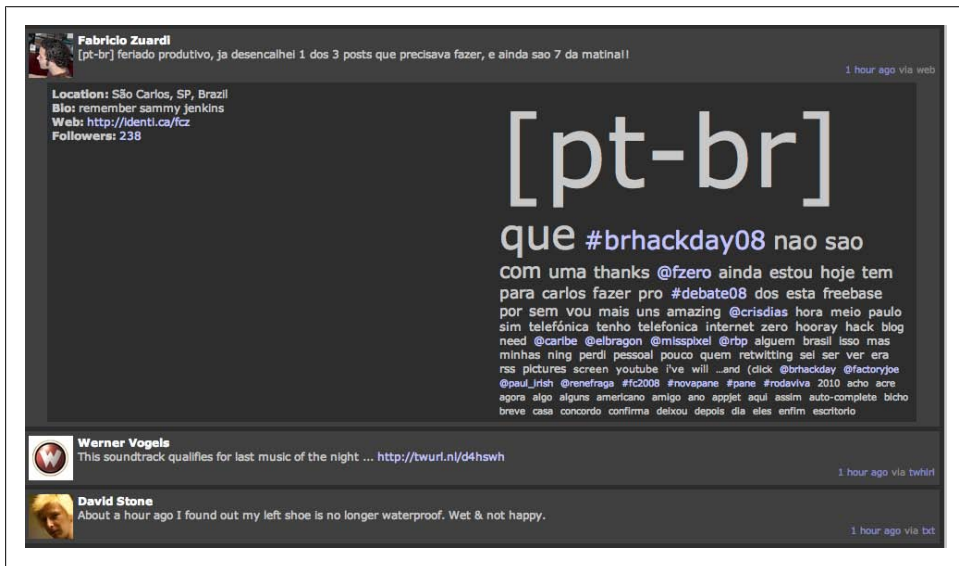 Fabricio Zuardi
[pt-br] feriado produtivo, ja desencalhei 1 dos 3 posts que precisava fazer, e ainda sao 7 da matina!!
1 hour ago via web
Location: São Carlos, SP, Brazil
Bio: remember sammy jenkins
Web: http://identi.ca/fcz
Followers: 238
[pt-br]
que #brhackday08 nao sao
com uma thanks @fzero ainda estou hoje tem
para carlos fazer pro #debate08 dos esta freebase
por sem vou mais uns amazing @crisdias hora meio paulo
sim telefónica tenho telefonica internet zero hooray hack blog
need @caribe @elbragon @misspixel @rbp alguem brasil isso mas
minhas ning perdi pessoal pouco quem retwitting sei ser ver era
rss pictures screen youtube i've will ...and (click @brhackday @factoryjoe
@paul_irish @renefraga #fc2008 #novapane #pane #rodaviva 2010 acho acre
agora algo alguns americano amigo ano appjet aqui assim auto-complete bicho
breve casa concordo confirma deixou depois dia eles enfim escritorio
Werner Vogels
This soundtrack qualifies for last music of the night ... http://twurl.nl/d4hswh
1 hour ago via twhirl
David Stone
About a hour ago I found out my left shoe is no longer waterproof. Wet & not happy.
1 hour ago via txt